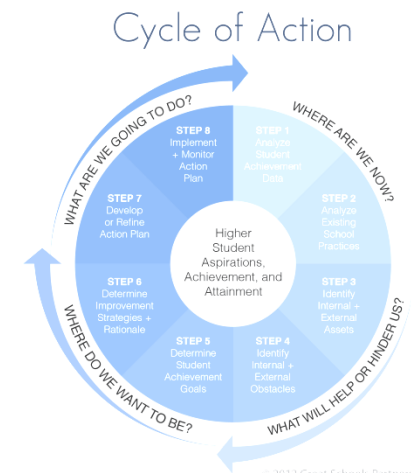 Cycle of Action
WHERE ARE WE NOW?
STEP 1
Analyze
Student
Achievement
Data
STEP 2
Analyze
Existing
School
Practices
WHAT WILL HELP OR HINDER US?
STEP 3
Identify
Internal +
External
Assets
STEP 4
Identify
Internal +
External
Obstacles
WHERE DO WE WANT TO BE?
STEP 5
Determine
Student
Achievement
Goals
STEP 6
Determine
Improvement
Strategies +
Rationale
WHAT ARE WE GOING TO DO?
STEP 7
Develop
or Refine
Action Plan
STEP 8
Implement
+ Monitor
Action
Plan
Higher
Student
Aspirations,
Achievement, and
Attainment